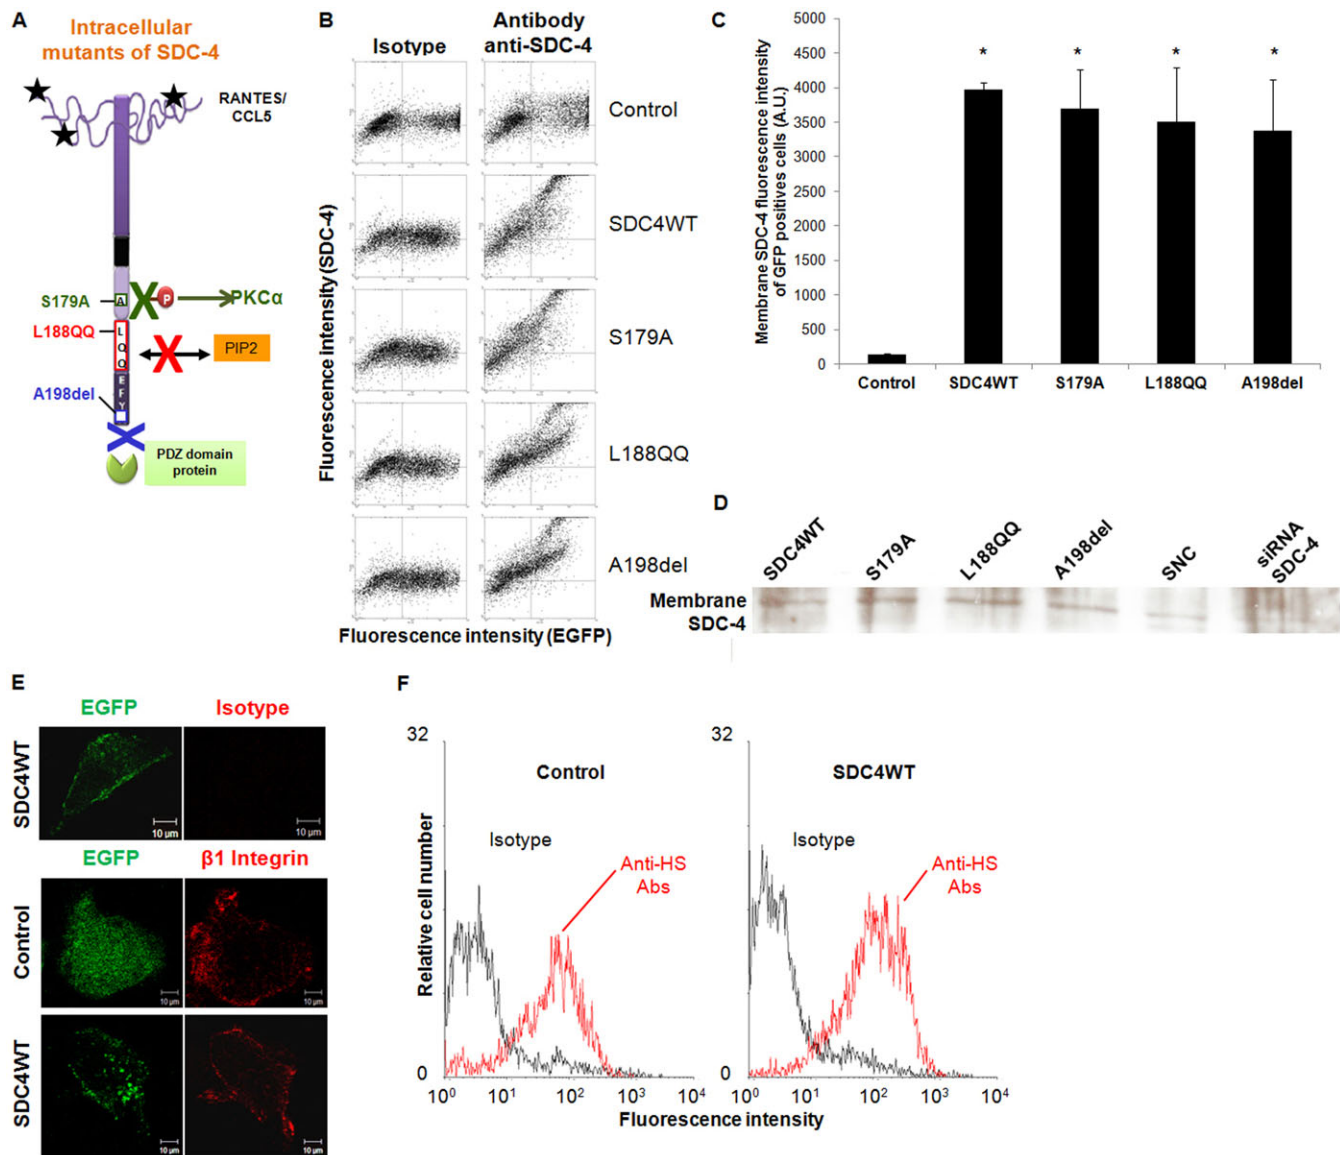 A
Intracellular
mutants of SDC-4
RANTES/
CCL5
S179A
A
P
PKCα
L188QQ
L
Q
Q
PIP2
E
F
Y
A198del
PDZ domain
protein
B
Isotype
Antibody
anti-SDC-4
Control
SDC4WT
S179A
L188QQ
A198del
Fluorescence intensity (SDC-4)
Fluorescence intensity (EGFP)
C
Membrane SDC-4 fluorescence intensity
of GFP positives cells (A.U.)
5000
4500
4000
3500
3000
2500
2000
1500
1000
500
0
* * * *
Control SDC4WT S179A L188QQ A198del
D
SDC4WT S179A L188QQ A198del SNC siRNA
SDC-4
Membrane
SDC-4
E
EGFP Isotype
SDC4WT
10 µm 10 µm
EGFP β1 Integrin
Control
10 µm 10 µm
SDC4WT
10 µm 10 µm
F
32 32
Control SDC4WT
Isotype Isotype
Anti-HS Anti-HS
Abs Abs
Relative cell number
0 0
10⁰ 10¹ 10² 10³ 10⁴ 10⁰ 10¹ 10² 10³ 10⁴
Fluorescence intensity